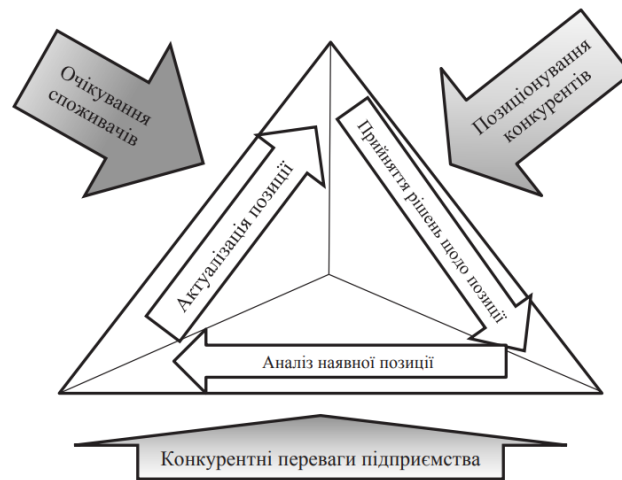 Очікування
споживачів
Позиціонування
конкурентів
Актуалізація позиції
Прийняття рішень щодо позиції
Аналіз наявної позиції
Конкурентні переваги підприємства